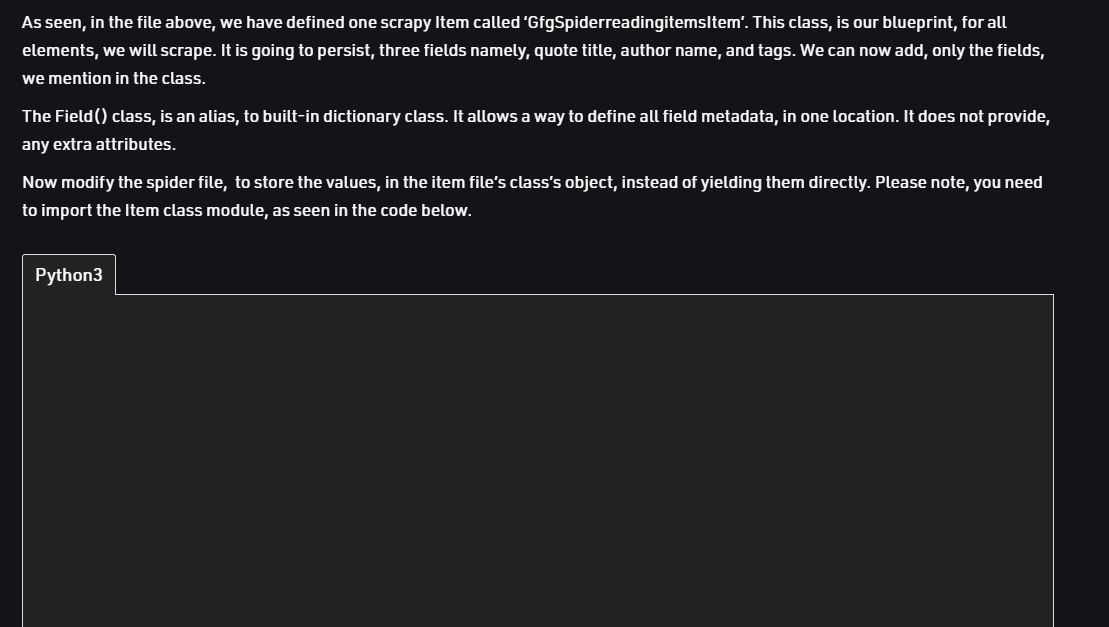 As seen, in the file above, we have defined one scrapy Item called ‘GfgSpiderreadingitemsItem’. This class, is our blueprint, for all
elements, we will scrape. It is going to persist, three fields namely, quote title, author name, and tags. We can now add, only the fields,
we mention in the class.
The Field() class, is an alias, to built-in dictionary class. It allows a way to define all field metadata, in one location. It does not provide,
any extra attributes.
Now modify the spider file,  to store the values, in the item file’s class’s object, instead of yielding them directly. Please note, you need
to import the Item class module, as seen in the code below.
Python3